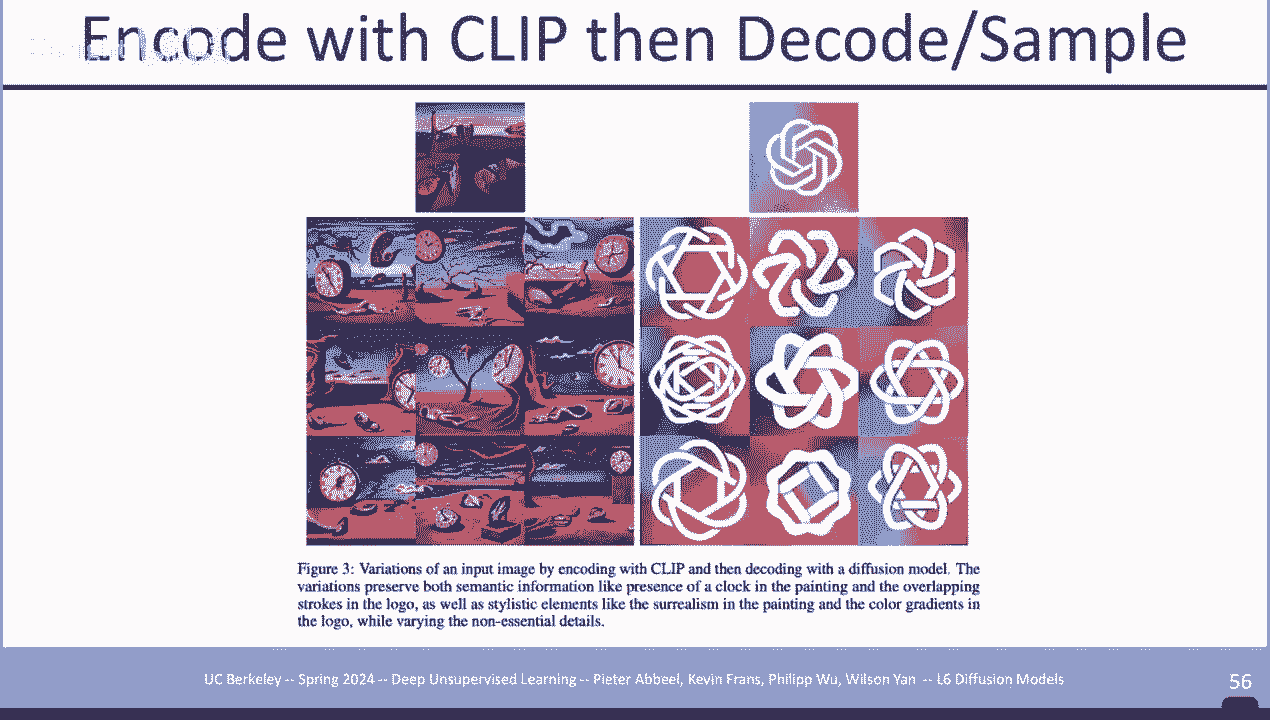 Encode with CLIP then Decode/Sample
Figure 3: Variations of an input image by encoding with CLIP and then decoding with a diffusion model. The
variations preserve both semantic information like presence of a clock in the painting and the overlapping
strokes in the logo, as well as stylistic elements like the surrealism in the painting and the color gradients in
the logo, while varying the non-essential details.
UC Berkeley -- Spring 2024 -- Deep Unsupervised Learning -- Pieter Abbeel, Kevin Frans, Philipp Wu, Wilson Yan -- L6 Diffusion Models
56